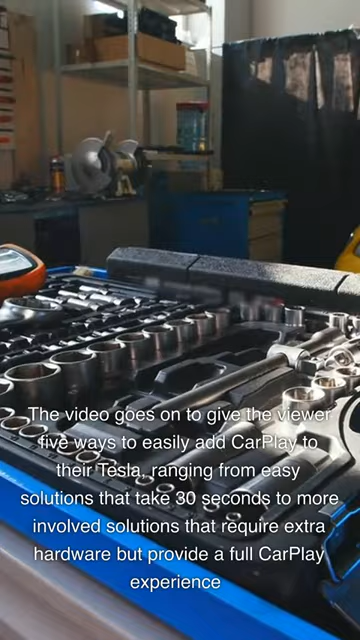 The video goes on to give the viewer
five ways to easily add CarPlay to
their Tesla, ranging from easy
solutions that take 30 seconds to more
involved solutions that require extra
hardware but provide a full CarPlay
experience